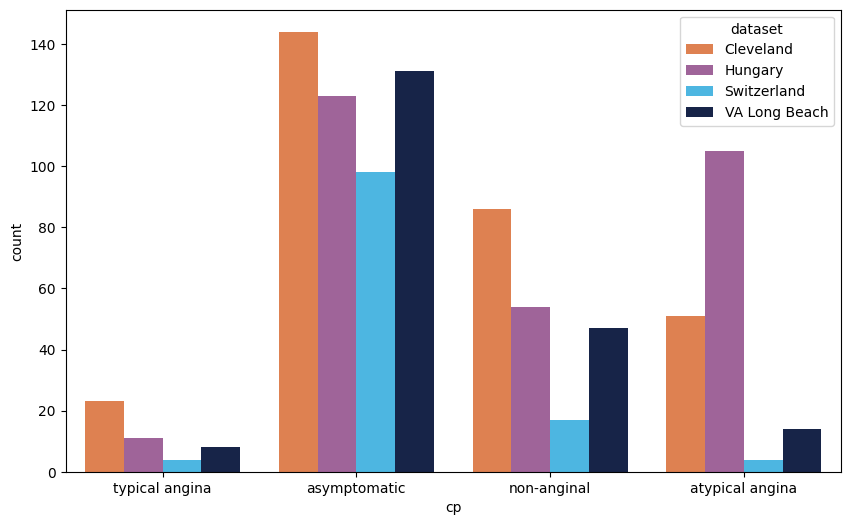 dataset
Cleveland
Hungary
Switzerland
VA Long Beach
140
120
100
80
60
40
20
0
count
typical angina
asymptomatic
non-anginal
atypical angina
cp